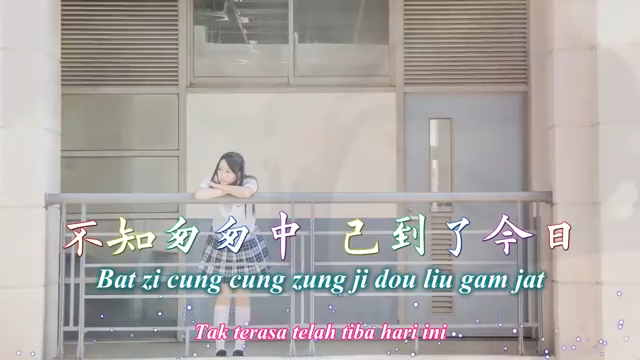 不知匆匆中 己到了今日
Bat zi cung cung zung ji dou liu gam jat
Tak terasa telah tiba hari ini